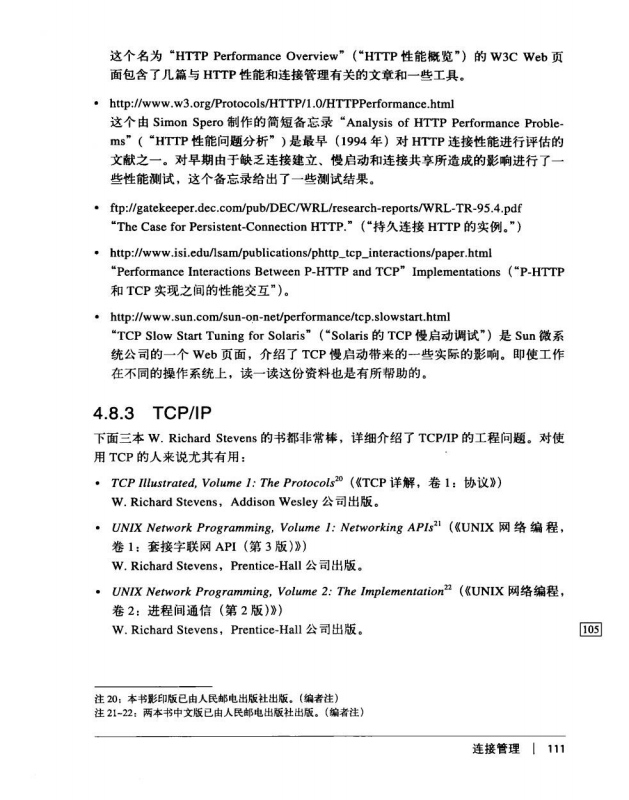 这个名为“HTTP Performance Overview”（“HTTP 性能概览”）的 W3C Web 页
面包含了几篇与 HTTP 性能和连接管理有关的文章和一些工具。
• http://www.w3.org/Protocols/HTTP/1.0/HTTPPerformance.html
这个由 Simon Spero 制作的简短备忘录“Analysis of HTTP Performance Proble-
ms”(“HTTP 性能问题分析”) 是最早（1994 年）对 HTTP 连接性能进行评估的
文献之一。对早期由于缺乏连接建立、慢启动和连接共享所造成的影响进行了一
些性能测试，这个备忘录给出了一些测试结果。
• ftp://gatekeeper.dec.com/pub/DEC/WRL/research-reports/WRL-TR-95.4.pdf
“The Case for Persistent-Connection HTTP.”（“持久连接 HTTP 的实例。”）
• http://www.isi.edu/lsam/publications/phttp_tcp_interactions/paper.html
“Performance Interactions Between P-HTTP and TCP” Implementations（“P-HTTP
和 TCP 实现之间的性能交互”）。
• http://www.sun.com/sun-on-net/performance/tcp.slowstart.html
“TCP Slow Start Tuning for Solaris”（“Solaris 的 TCP 慢启动调试”）是 Sun 微系
统公司的一个 Web 页面，介绍了 TCP 慢启动带来的一些实际的影响。即使工作
在不同的操作系统上，读一读这份资料也是有所帮助的。
4.8.3 TCP/IP
下面三本 W. Richard Stevens 的书都非常棒，详细介绍了 TCP/IP 的工程问题。对使
用 TCP 的人来说尤其有用：
• TCP Illustrated, Volume I: The Protocols²⁰（《TCP 详解，卷 1：协议》）
W. Richard Stevens，Addison Wesley 公司出版。
• UNIX Network Programming, Volume 1: Networking APIs²¹（《UNIX 网络编程，
卷 1：套接字联网 API（第 3 版）》）
W. Richard Stevens，Prentice-Hall 公司出版。
• UNIX Network Programming, Volume 2: The Implementation²²（《UNIX 网络编程，
卷 2：进程间通信（第 2 版）》）
W. Richard Stevens，Prentice-Hall 公司出版。
105
注 20：本书影印版已由人民邮电出版社出版。（编者注）
注 21~22：两本书中文版已由人民邮电出版社出版。（编者注）
连接管理 | 111